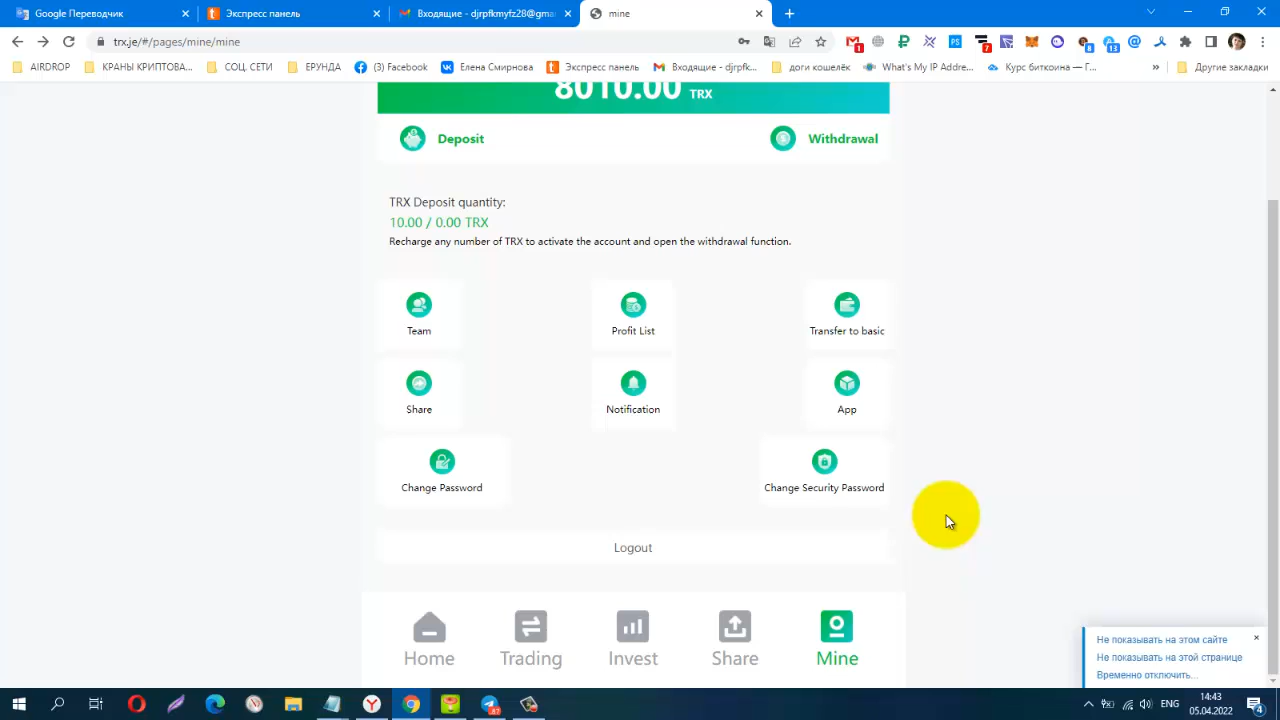 Google Переводчик
Экспресс панель
Входящие - djrpfkmyfz28@gma
mine
trx.je/#/pages/mine/mine
AIRDROP
КРАНЫ КРИПТОВА...
СОЦ. СЕТИ
ЕРУНДА
(3) Facebook
Елена Смирнова
Экспресс панель
Входящие - djrpfk...
доги кошелёк
What's My IP Addre...
Курс биткоина — Г...
»
Другие закладки
8010.00 TRX
Deposit
Withdrawal
TRX Deposit quantity:
10.00 / 0.00 TRX
Recharge any number of TRX to activate the account and open the withdrawal function.
Team
Profit List
Transfer to basic
Share
Notification
App
Change Password
Change Security Password
Logout
Home
Trading
Invest
Share
Mine
Не показывать на этом сайте
Не показывать на этой странице
Временно отключить...
ENG
14:43
05.04.2022